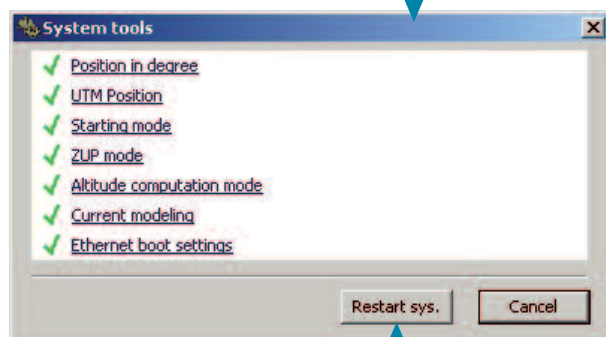 System tools
Position in degree
UTM Position
Starting mode
ZUP mode
Altitude computation mode
Current modeling
Ethernet boot settings
Restart sys. Cancel